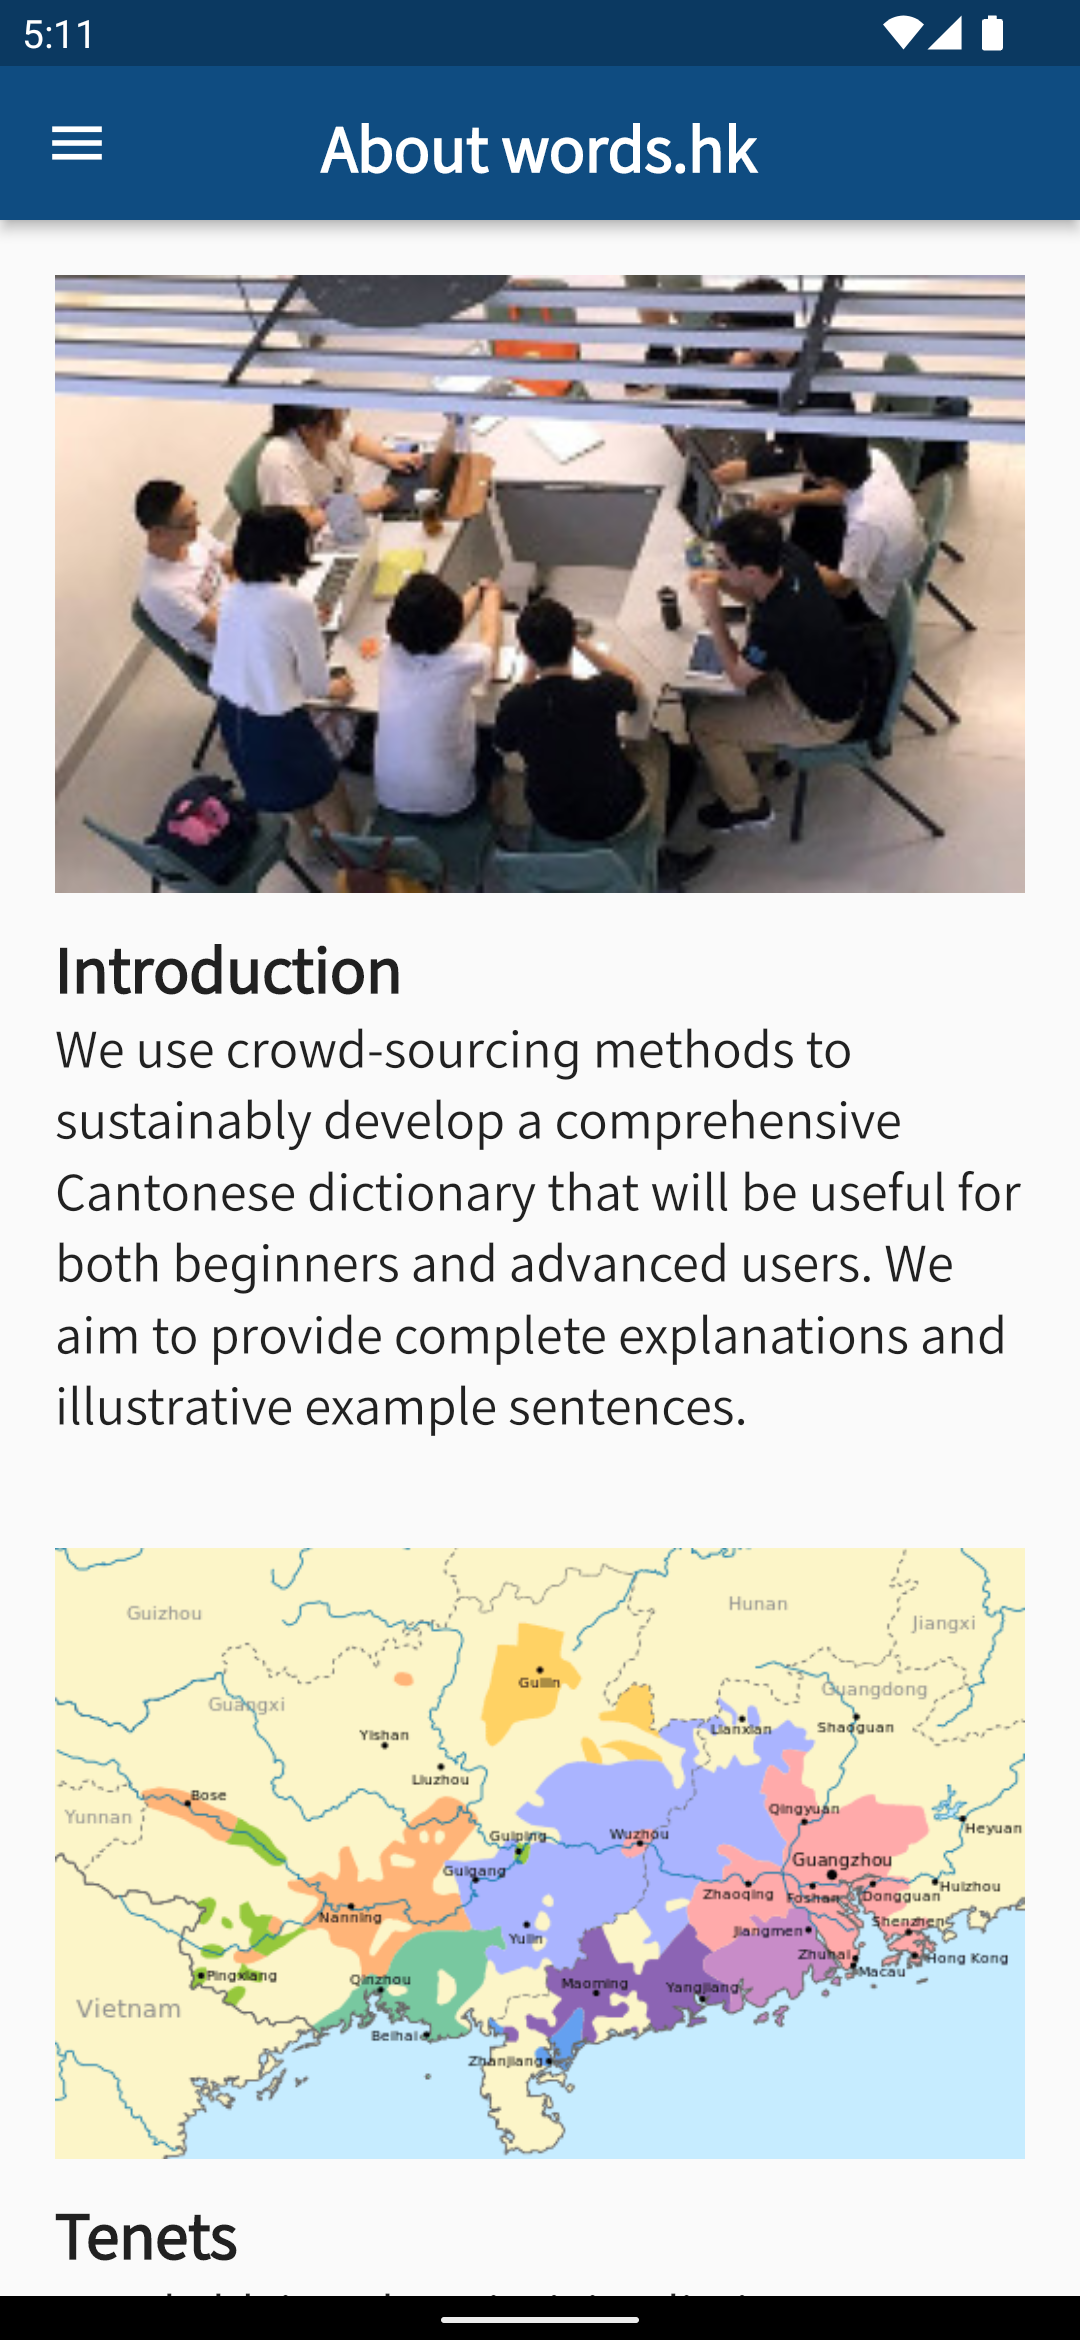 5:11
About words.hk
Introduction
We use crowd-sourcing methods to
sustainably develop a comprehensive
Cantonese dictionary that will be useful for
both beginners and advanced users. We
aim to provide complete explanations and
illustrative example sentences.
Guizhou
Hunan
Jiangxi
Guilin
Guangxi
Guangdong
Yishan
Lianxian
Shaoguan
Liuzhou
Bose
Yunnan
Qingyuan
Guiping
Wuzhou
Heyuan
Guigang
Guangzhou
Zhaoqing
Foshan
Dongguan
Huizhou
Nanning
Shenzhen
Yulin
Jiangmen
Zhuhai
Hong Kong
Pingxiang
Qinzhou
Maoming
Yangjiang
Macau
Vietnam
Beihai
Zhanjiang
Tenets